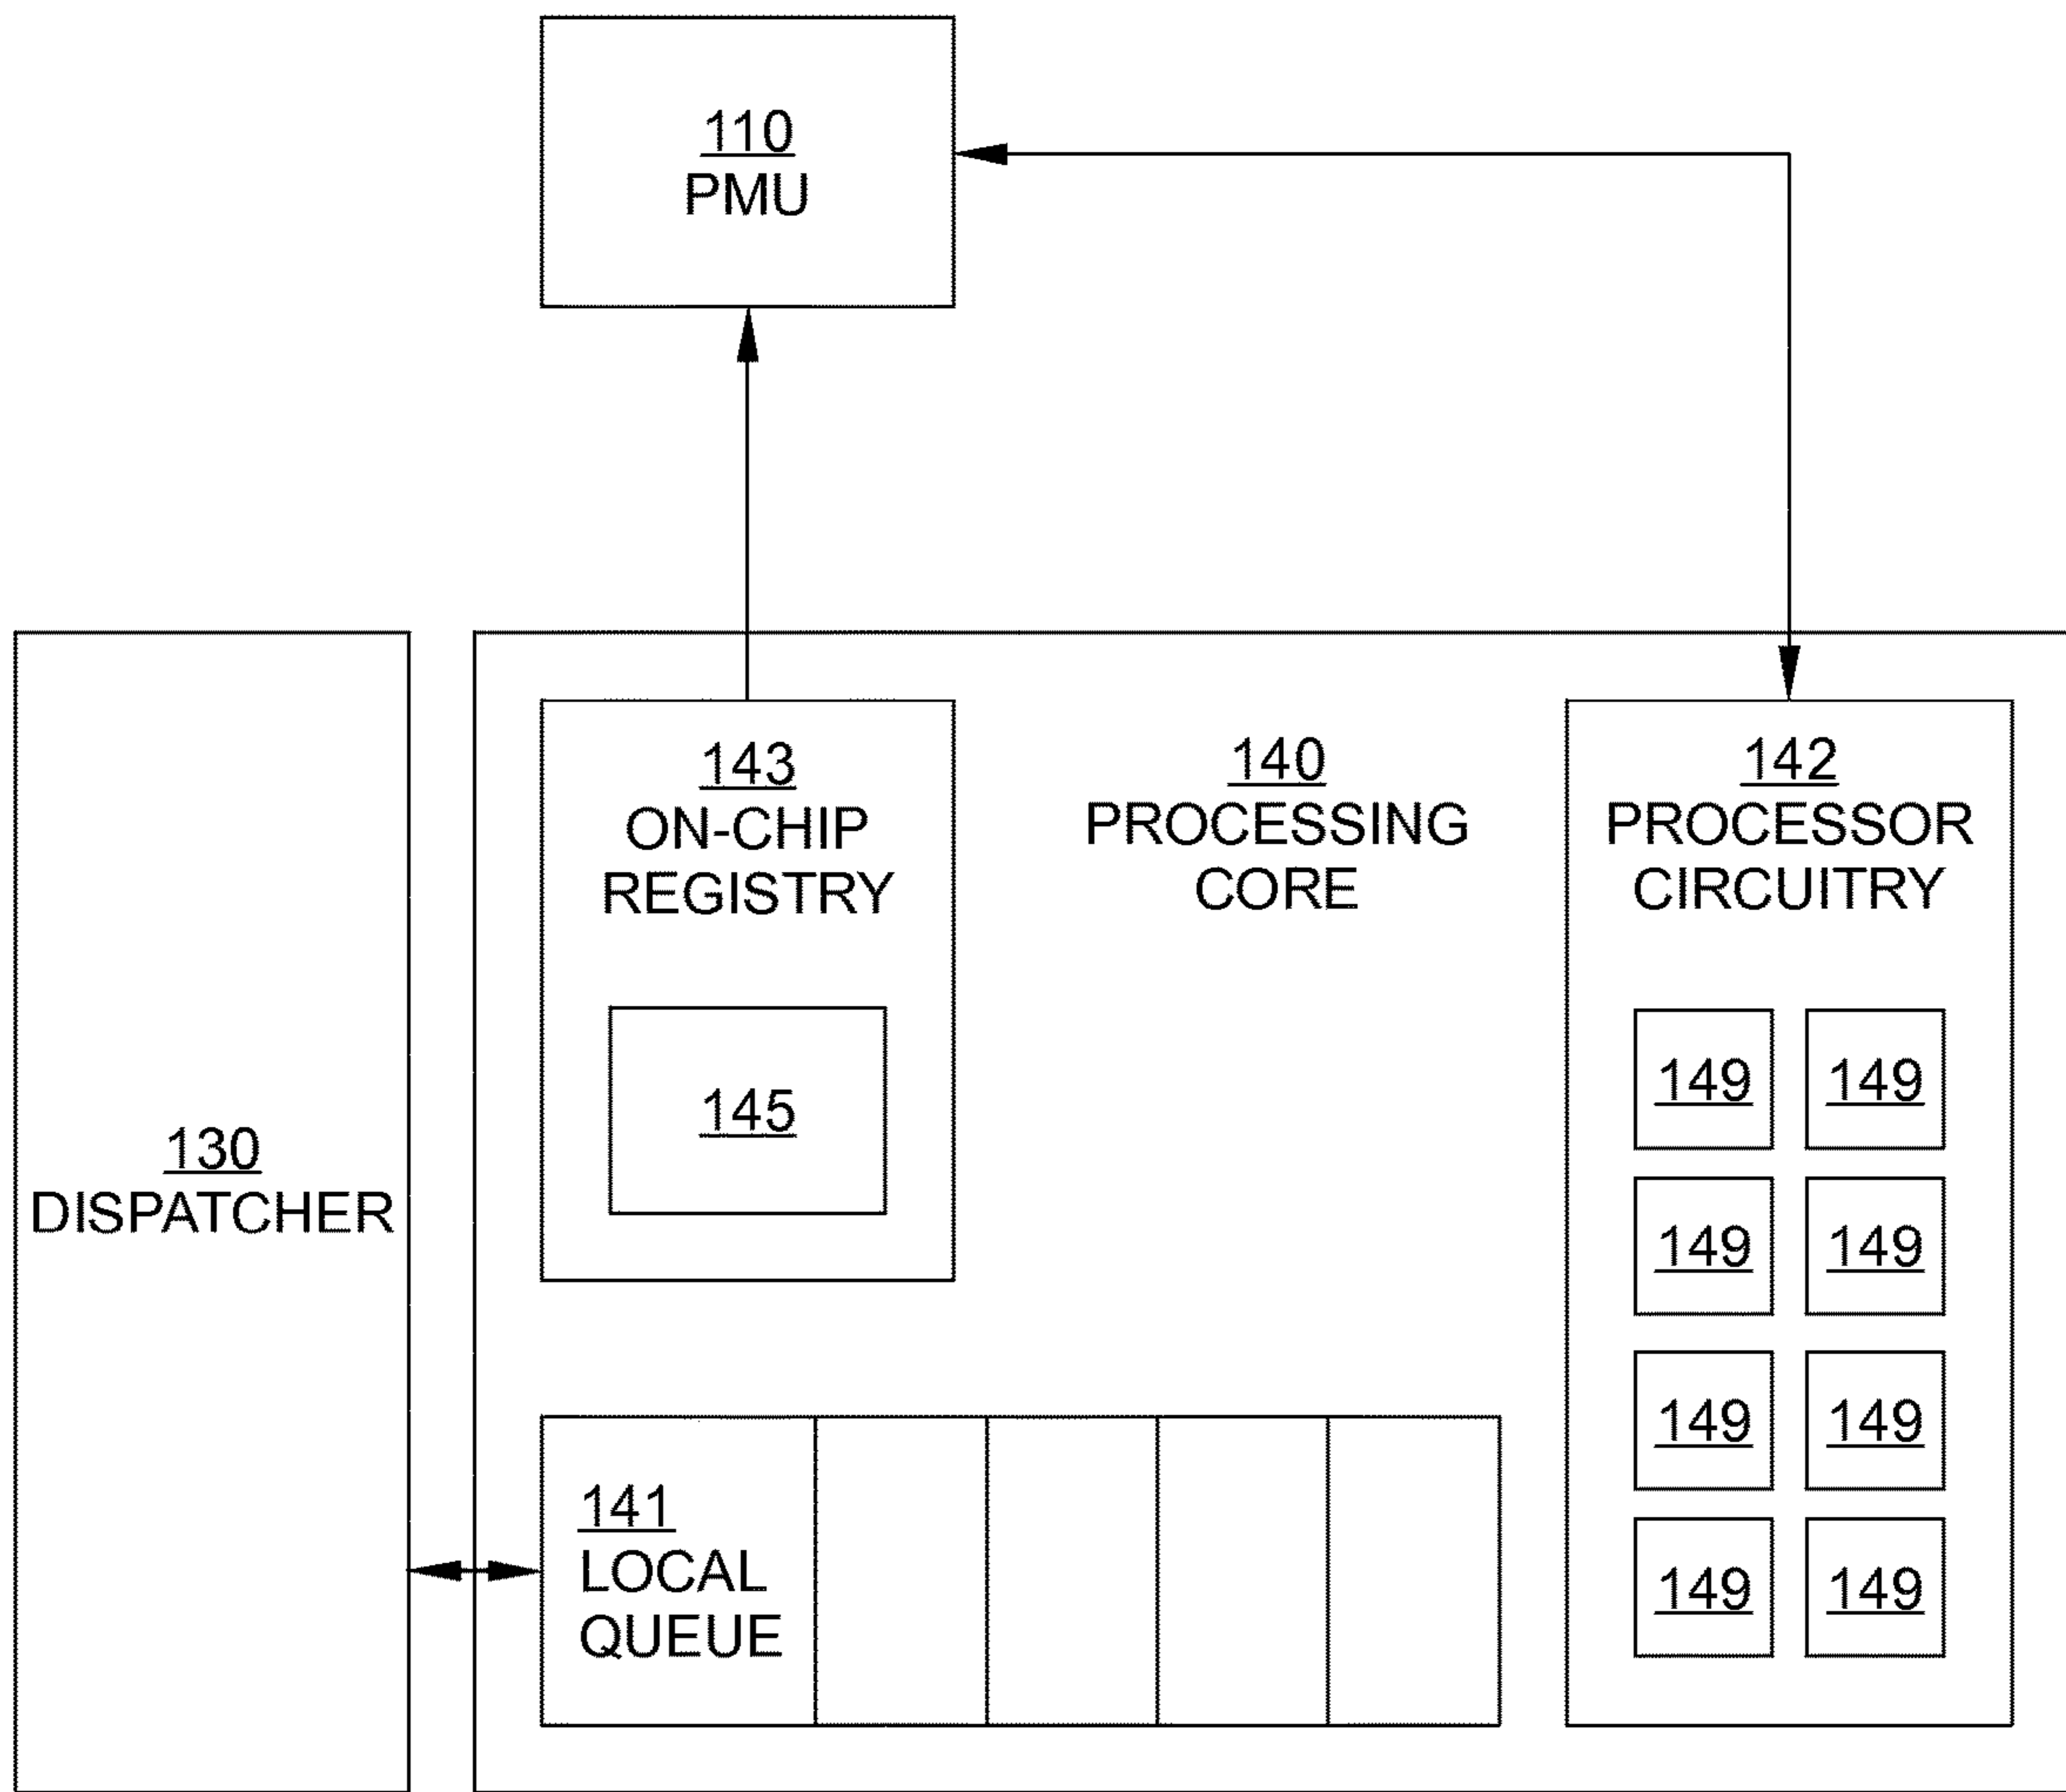 110
PMU
143
ON-CHIP
REGISTRY
145
140
PROCESSING
CORE
142
PROCESSOR
CIRCUITRY
149 149
149 149
149 149
149 149
130
DISPATCHER
141
LOCAL
QUEUE